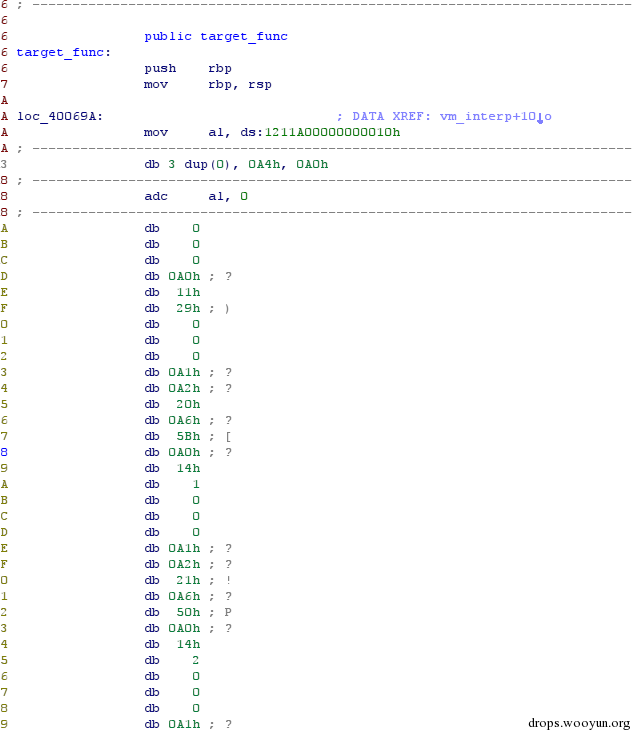 6 ; ---------------------------------------------------------------------------
6
6 public target_func
6 target_func:
6 push rbp
7 mov rbp, rsp
A
A loc_40069A: ; DATA XREF: vm_interp+10↓o
A mov al, ds:1211A00000000010h
A ; ---------------------------------------------------------------------------
3 db 3 dup(0), 0A4h, 0A0h
8 ; ---------------------------------------------------------------------------
8 adc al, 0
8 ; ---------------------------------------------------------------------------
A db 0
B db 0
C db 0
D db 0A0h ; ?
E db 11h
F db 29h ; )
0 db 0
1 db 0
2 db 0
3 db 0A1h ; ?
4 db 0A2h ; ?
5 db 20h
6 db 0A6h ; ?
7 db 5Bh ; [
8 db 0A0h ; ?
9 db 14h
A db 1
B db 0
C db 0
D db 0
E db 0A1h ; ?
F db 0A2h ; ?
0 db 21h ; !
1 db 0A6h ; ?
2 db 50h ; P
3 db 0A0h ; ?
4 db 14h
5 db 2
6 db 0
7 db 0
8 db 0
9 db 0A1h ; ?
drops.wooyun.org